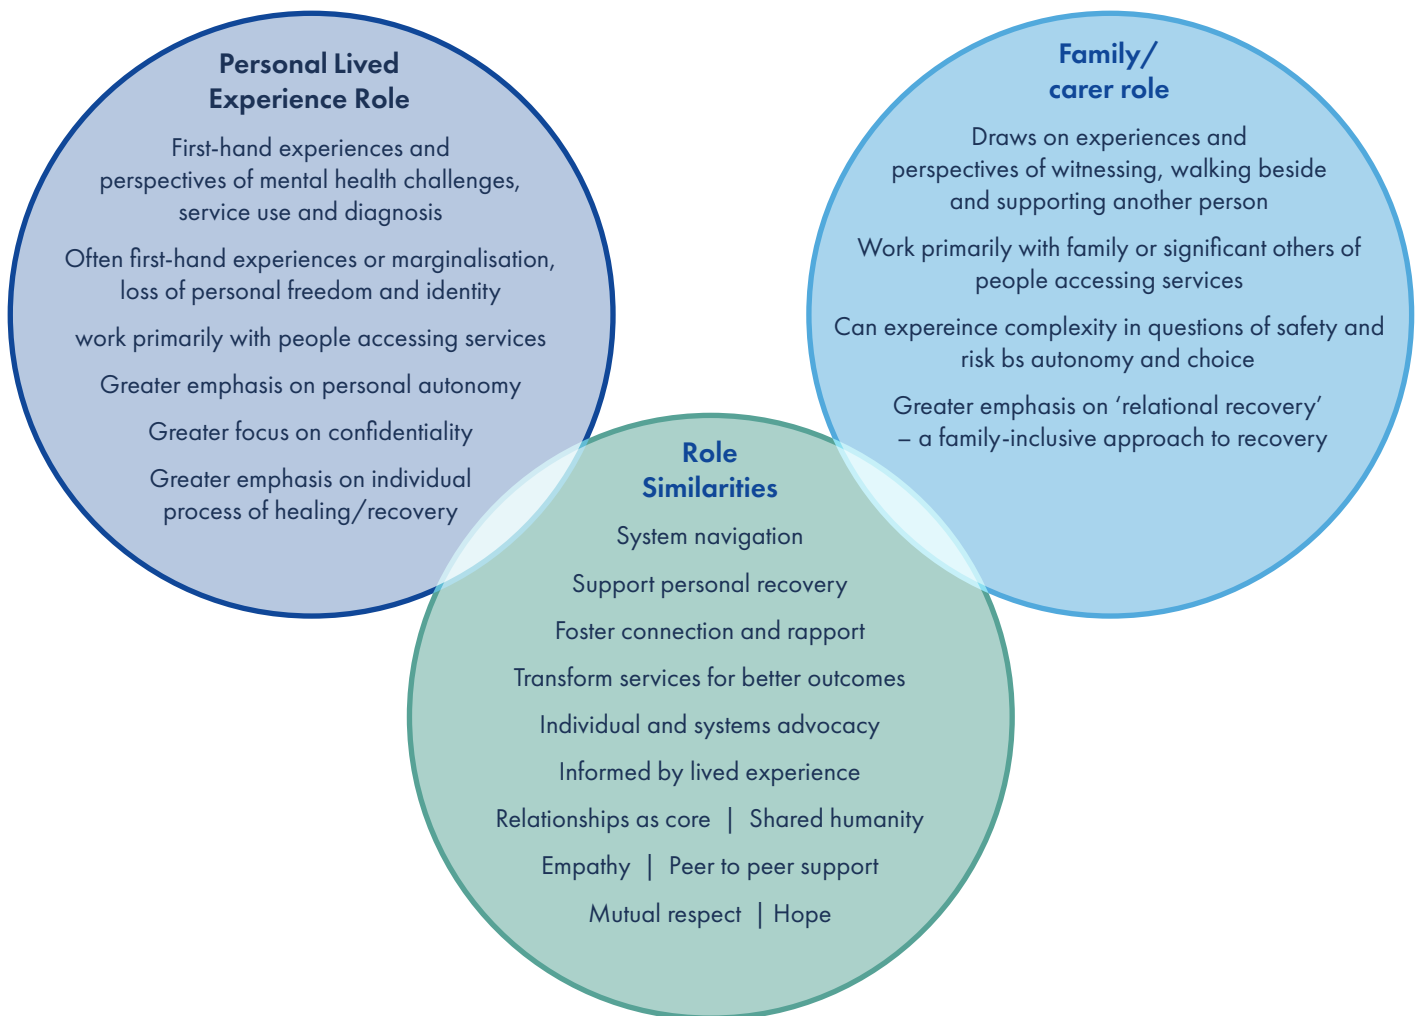 Personal Lived
Experience Role
First-hand experiences and
perspectives of mental health challenges,
service use and diagnosis
Often first-hand experiences or marginalisation,
loss of personal freedom and identity
work primarily with people accessing services
Greater emphasis on personal autonomy
Greater focus on confidentiality
Greater emphasis on individual
process of healing/recovery
Family/
carer role
Draws on experiences and
perspectives of witnessing, walking beside
and supporting another person
Work primarily with family or significant others of
people accessing services
Can expereince complexity in questions of safety and
risk bs autonomy and choice
Greater emphasis on ‘relational recovery’
– a family-inclusive approach to recovery
Role
Similarities
System navigation
Support personal recovery
Foster connection and rapport
Transform services for better outcomes
Individual and systems advocacy
Informed by lived experience
Relationships as core | Shared humanity
Empathy | Peer to peer support
Mutual respect | Hope